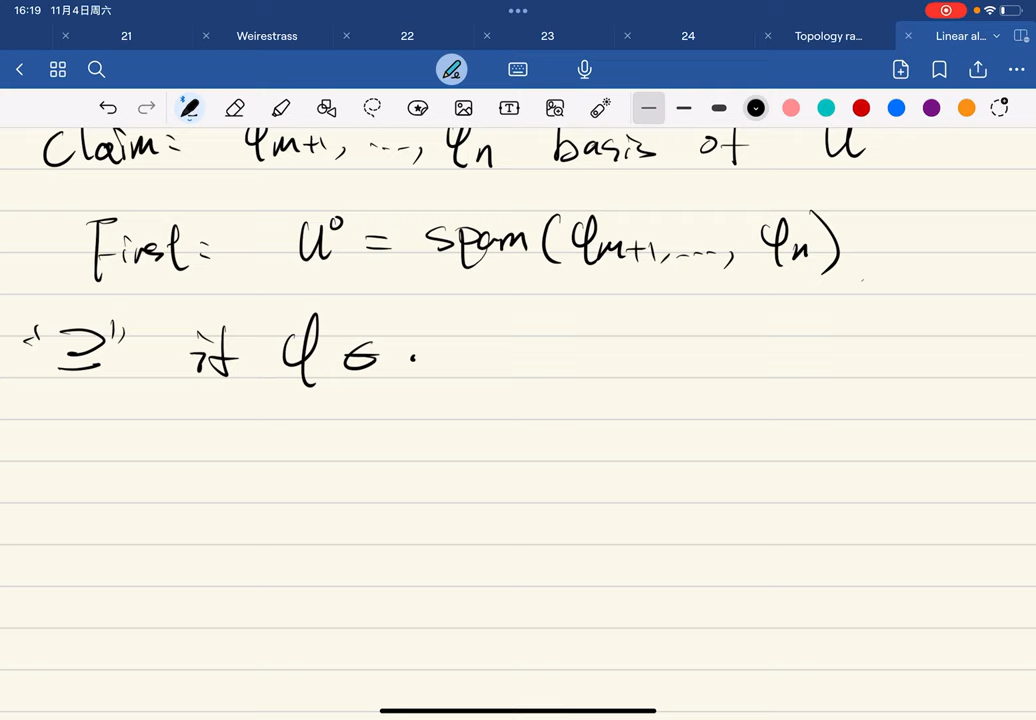 16:19 11月4日周六
21 Weirestrass 22 23 24 Topology ra... Linear al...
Claim: φm+1, ..., φn basis of U
First: U⁰ = span(φm+1, ..., φn)
"⊇" if φ ∈